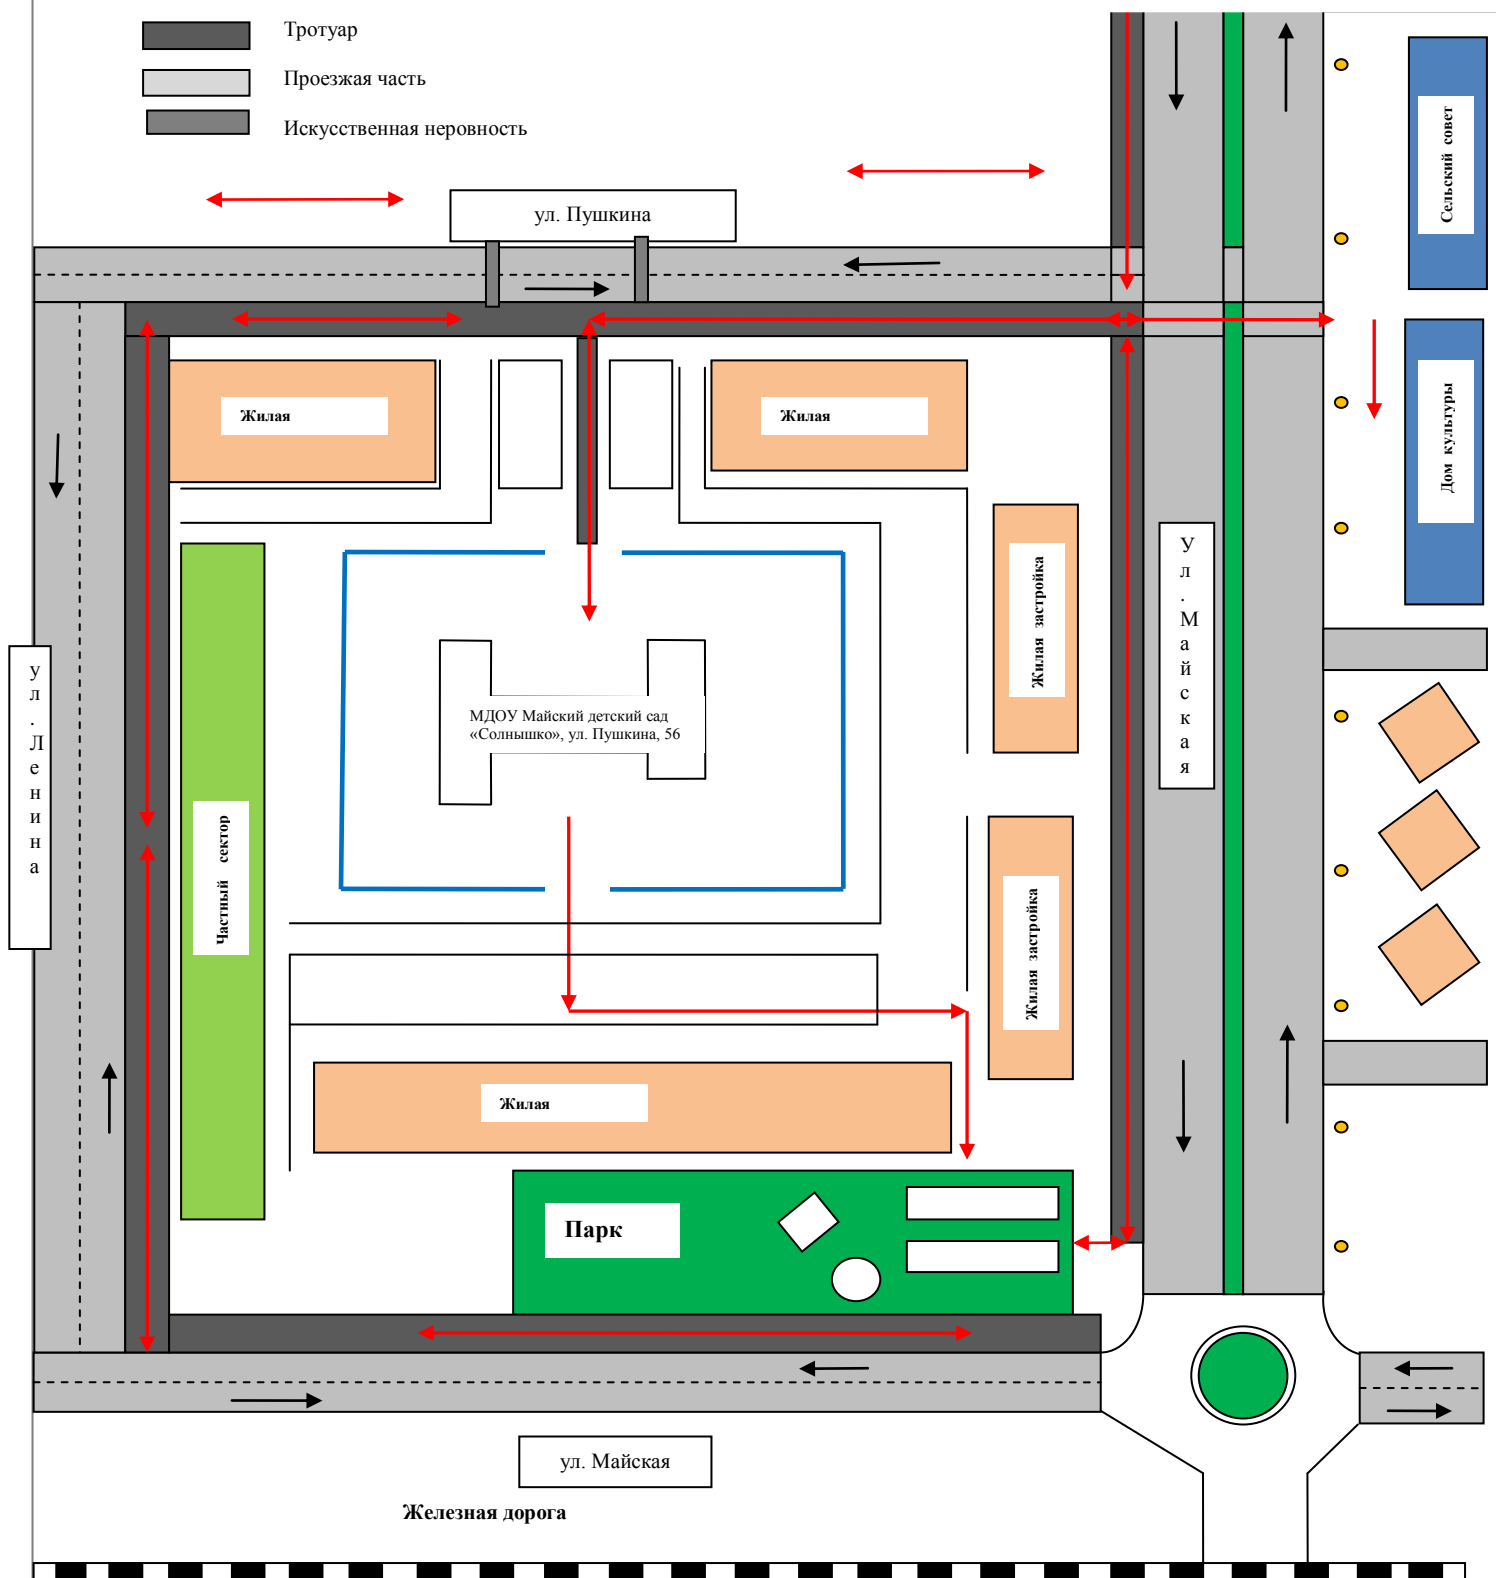 Тротуар
Проезжая часть
Искусственная неровность
ул. Пушкина
Сельский совет
Дом культуры
Жилая
Жилая
Жилая застройка
Ул. Майская
ул. Ленина
МДОУ Майский детский сад
«Солнышко», ул. Пушкина, 56
Частный сектор
Жилая застройка
Жилая
Парк
ул. Майская
Железная дорога